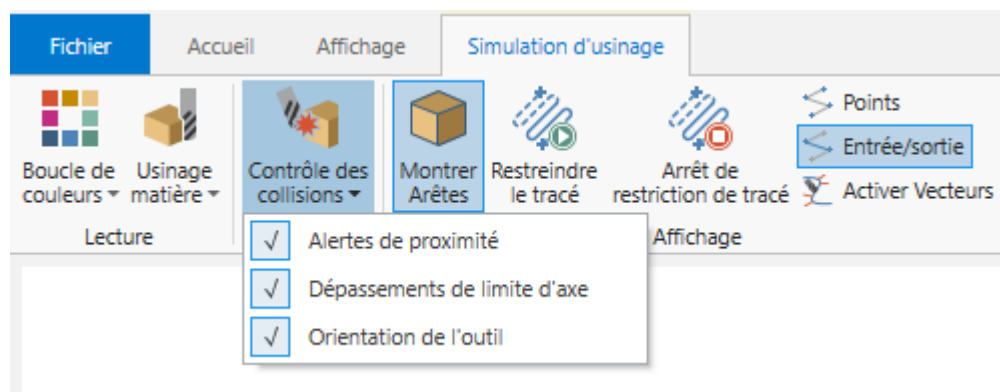 Fichier Accueil Affichage Simulation d'usinage
Boucle de couleurs
Usinage matière
Contrôle des collisions
Montrer Arêtes
Restreindre le tracé
Arrêt de restriction de tracé
Points
Entrée/sortie
Activer Vecteurs
Lecture
Affichage
Alertes de proximité
Dépassements de limite d'axe
Orientation de l'outil